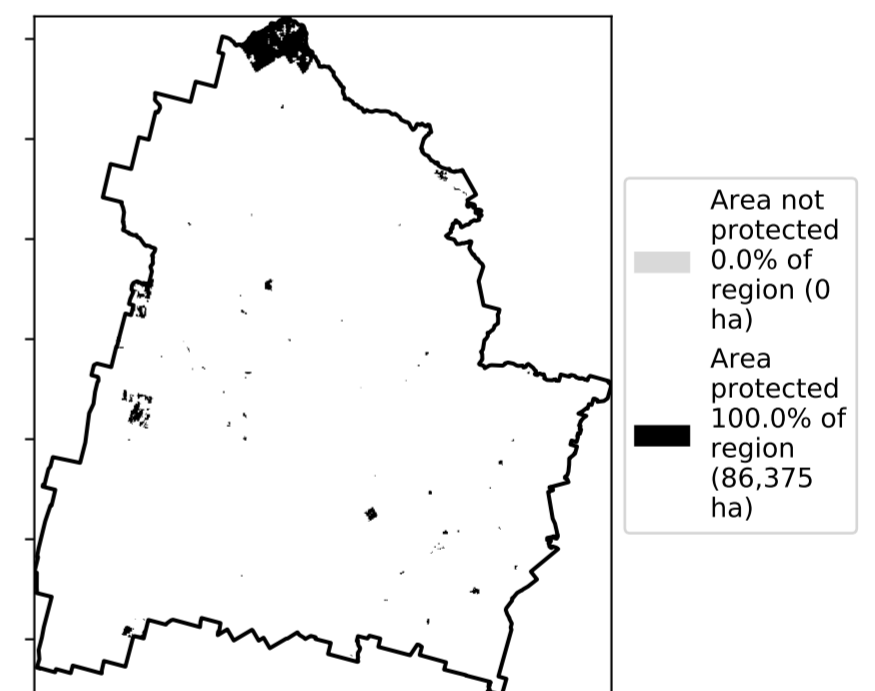 Area not
protected
0.0% of
region (0
ha)
Area
protected
100.0% of
region
(86,375
ha)